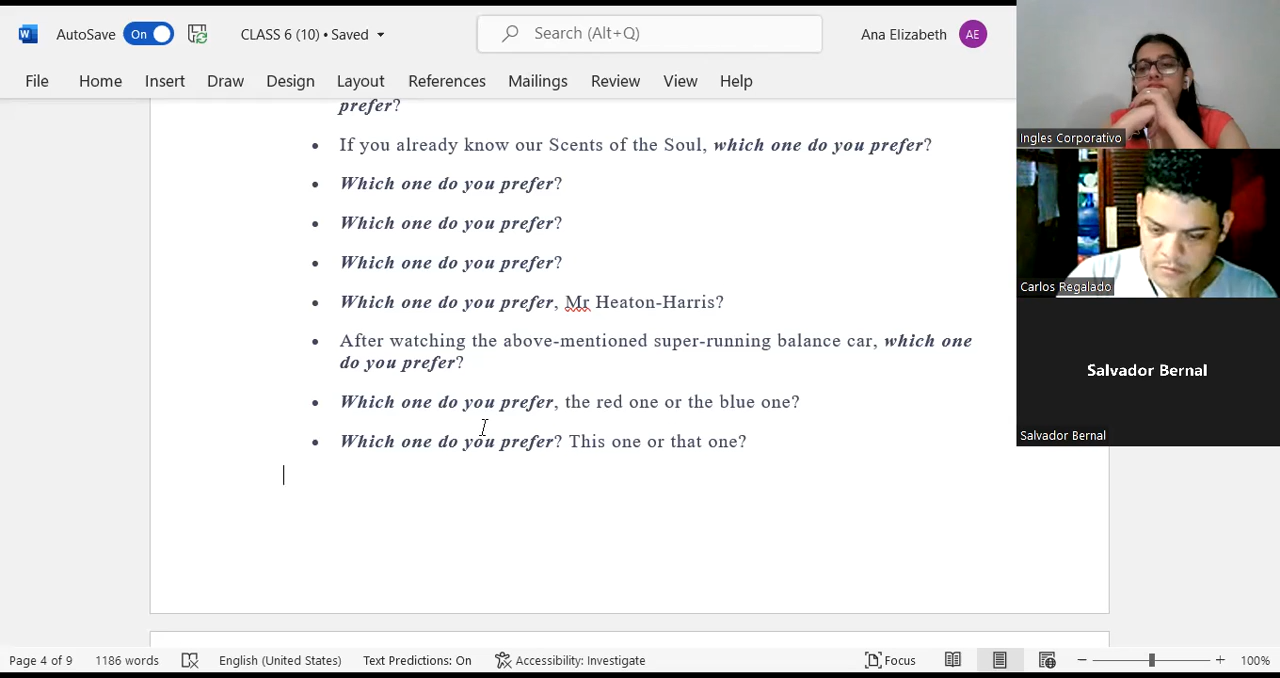 AutoSave On CLASS 6 (10) • Saved Search (Alt+Q) Ana Elizabeth AE
File Home Insert Draw Design Layout References Mailings Review View Help
prefer?
• If you already know our Scents of the Soul, which one do you prefer?
• Which one do you prefer?
• Which one do you prefer?
• Which one do you prefer?
• Which one do you prefer, Mr Heaton-Harris?
• After watching the above-mentioned super-running balance car, which one
do you prefer?
• Which one do you prefer, the red one or the blue one?
• Which one do you prefer? This one or that one?
Ingles Corporativo
Carlos Regalado
Salvador Bernal
Salvador Bernal
Page 4 of 9 1186 words English (United States) Text Predictions: On Accessibility: Investigate Focus 100%